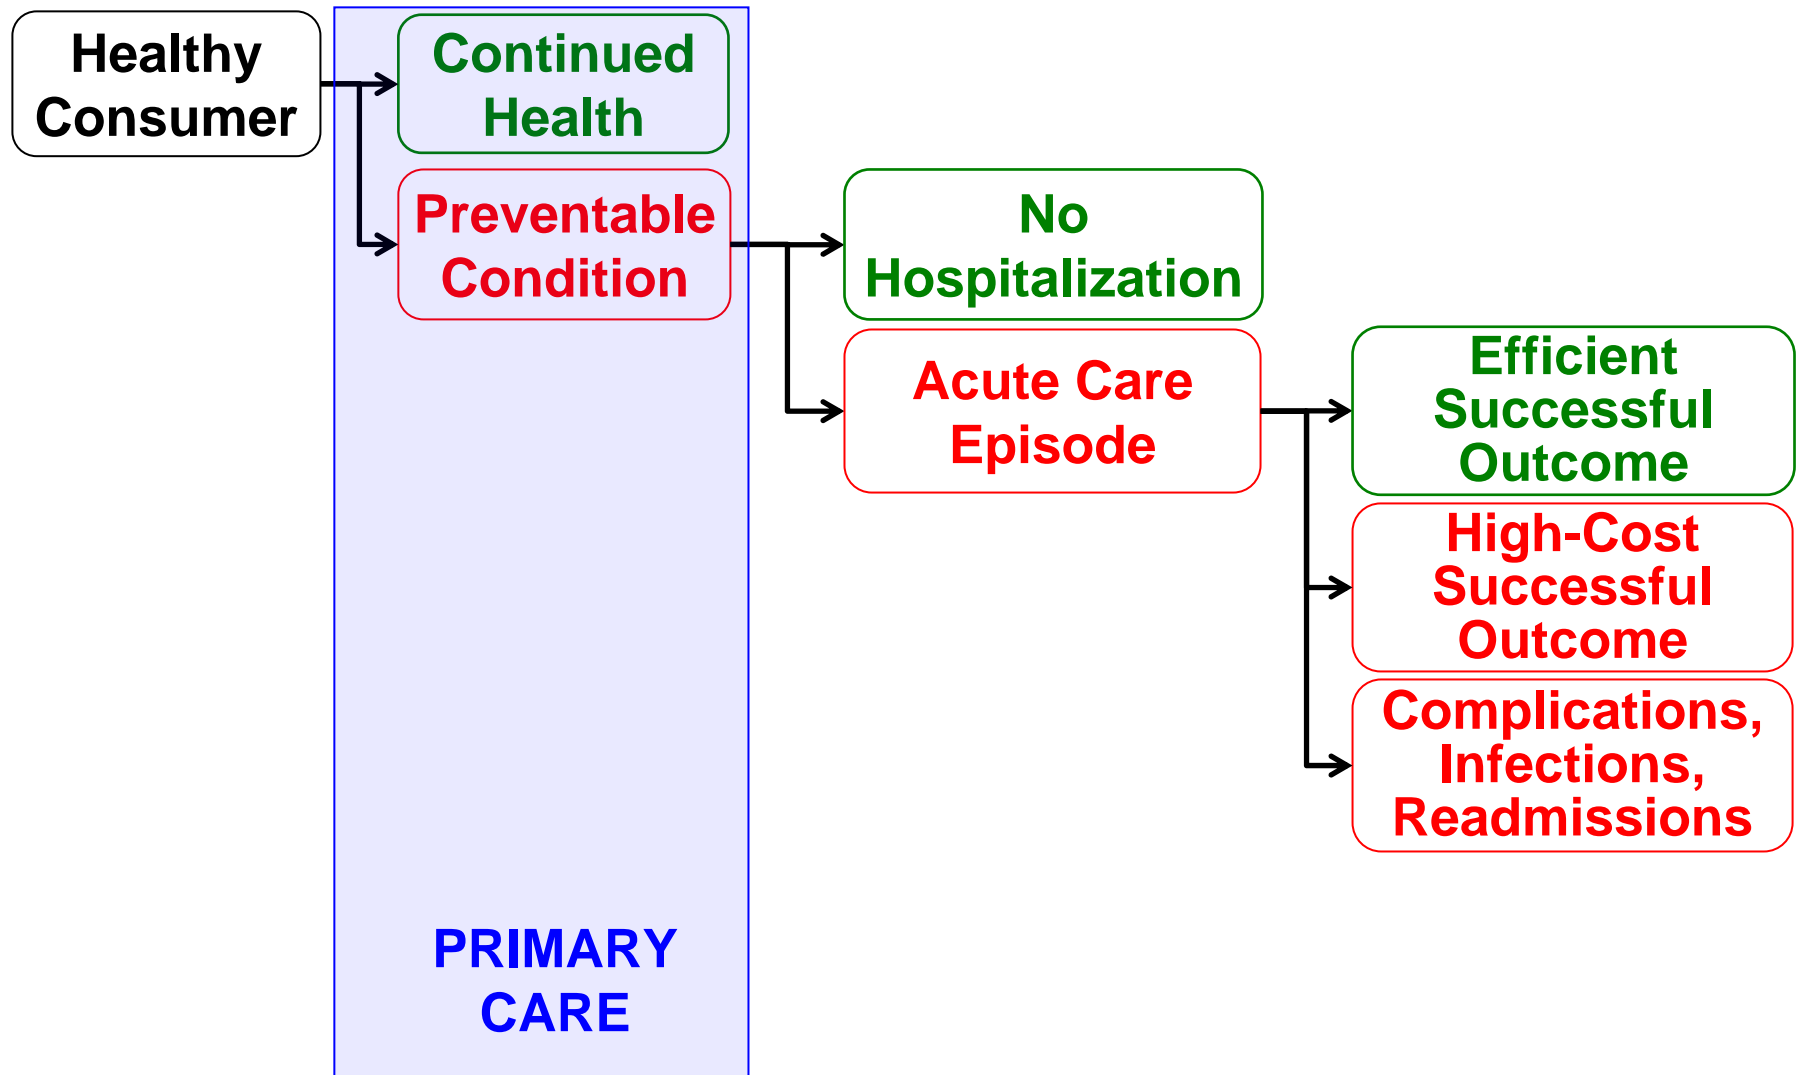 Healthy
Consumer
Continued
Health
Preventable
Condition
No
Hospitalization
Acute Care
Episode
Efficient
Successful
Outcome
High-Cost
Successful
Outcome
Complications,
Infections,
Readmissions
PRIMARY
CARE